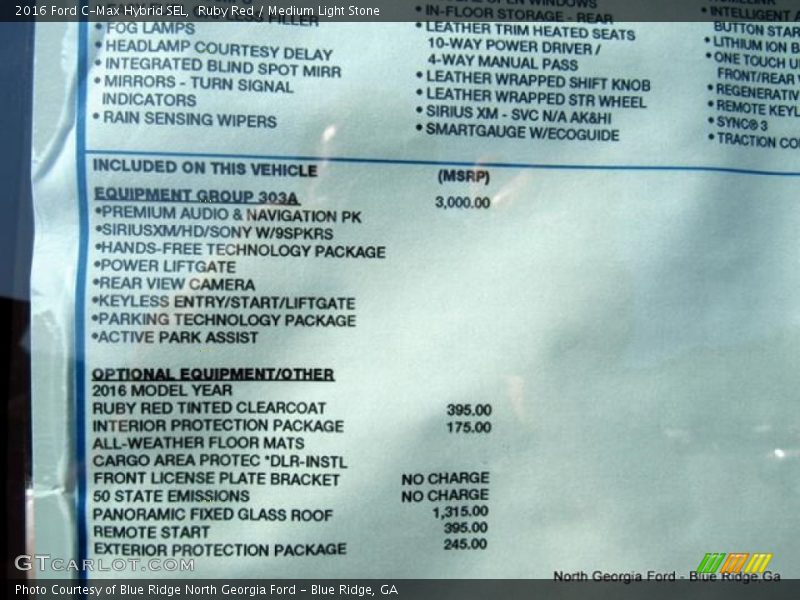 2016 Ford C-Max Hybrid SEL, Ruby Red / Medium Light Stone
FILLER
• FOG LAMPS
• HEADLAMP COURTESY DELAY
• INTEGRATED BLIND SPOT MIRR
• MIRRORS - TURN SIGNAL
INDICATORS
• RAIN SENSING WIPERS
OPEN WINDOWS
• IN-FLOOR STORAGE - REAR
• LEATHER TRIM HEATED SEATS
10-WAY POWER DRIVER /
4-WAY MANUAL PASS
• LEATHER WRAPPED SHIFT KNOB
• LEATHER WRAPPED STR WHEEL
• SIRIUS XM - SVC N/A AK&HI
• SMARTGAUGE W/ECOGUIDE
• INTELLIGENT A
BUTTON STAR
• LITHIUM ION B
• ONE TOUCH U
FRONT/REAR
• REGENERATIV
• REMOTE KEYL
• SYNC® 3
• TRACTION CO
INCLUDED ON THIS VEHICLE (MSRP)
EQUIPMENT GROUP 303A 3,000.00
•PREMIUM AUDIO & NAVIGATION PK
•SIRIUSXM/HD/SONY W/9SPKRS
•HANDS-FREE TECHNOLOGY PACKAGE
•POWER LIFTGATE
•REAR VIEW CAMERA
•KEYLESS ENTRY/START/LIFTGATE
•PARKING TECHNOLOGY PACKAGE
•ACTIVE PARK ASSIST
OPTIONAL EQUIPMENT/OTHER
2016 MODEL YEAR
RUBY RED TINTED CLEARCOAT 395.00
INTERIOR PROTECTION PACKAGE 175.00
ALL-WEATHER FLOOR MATS
CARGO AREA PROTEC *DLR-INSTL
FRONT LICENSE PLATE BRACKET NO CHARGE
50 STATE EMISSIONS NO CHARGE
PANORAMIC FIXED GLASS ROOF 1,315.00
REMOTE START 395.00
EXTERIOR PROTECTION PACKAGE 245.00
GTCarLot.com
North Georgia Ford - Blue Ridge,Ga
Photo Courtesy of Blue Ridge North Georgia Ford - Blue Ridge, GA